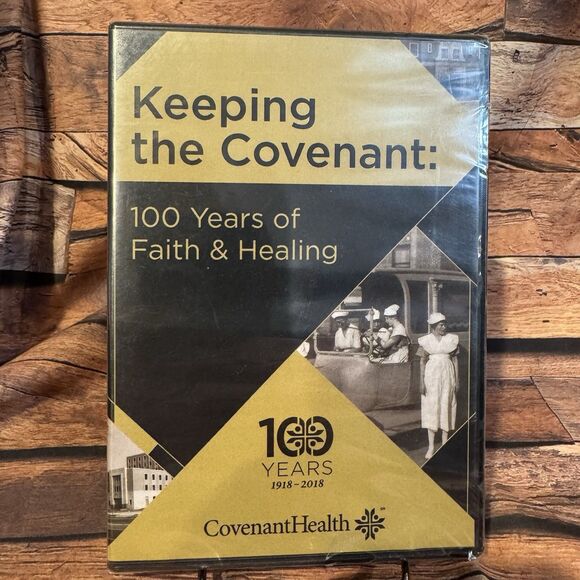 Keeping
the Covenant:
100 Years of
Faith & Healing
100
YEARS
1918–2018
CovenantHealth